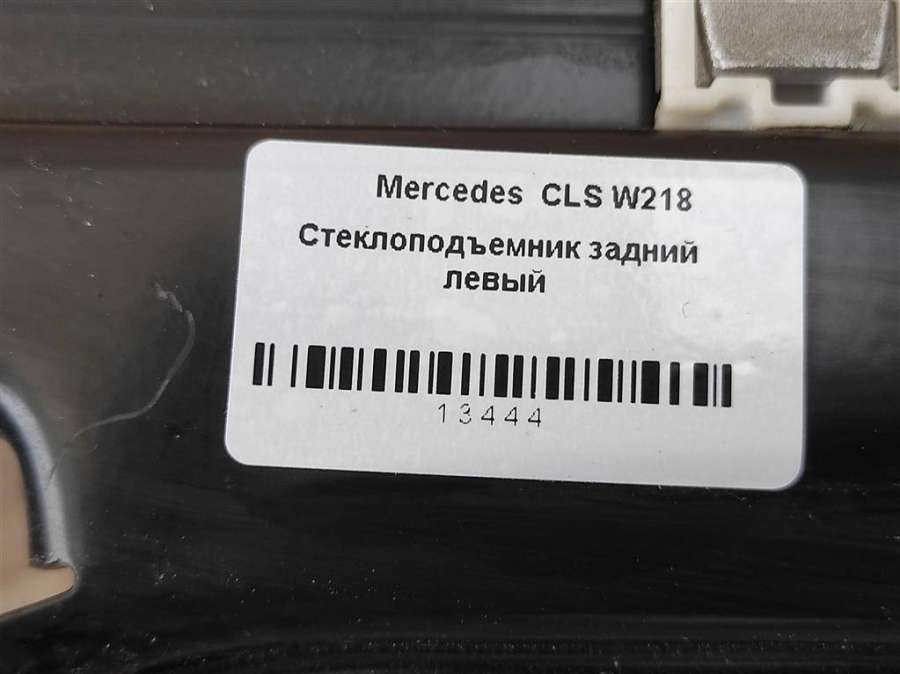 Mercedes CLS W218
Стеклоподъемник задний
левый
13444